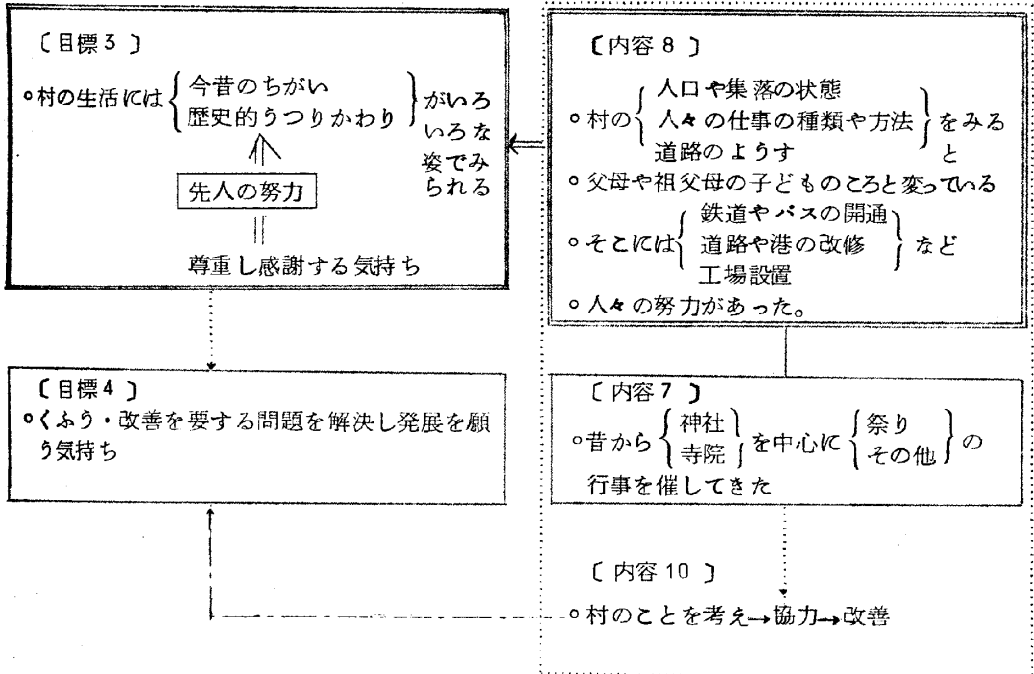 〔目標3〕
○村の生活には{今昔のちがい
歴史的うつりかわり}がいろ
いろな
姿でみ
られる
先人の努力
尊重し感謝する気持ち
〔目標4〕
○くふう・改善を要する問題を解決し発展を願
う気持ち
〔内容8〕
○村の{人口や集落の状態
人々の仕事の種類や方法
道路のようす}をみる
と
○父母や祖父母の子どものころと変っている
○そこには{鉄道やバスの開通
道路や港の改修
工場設置}など
○人々の努力があった。
〔内容7〕
○昔から{神社
寺院}を中心に{祭り
その他}の
行事を催してきた
〔内容10〕
○村のことを考え→協力→改善